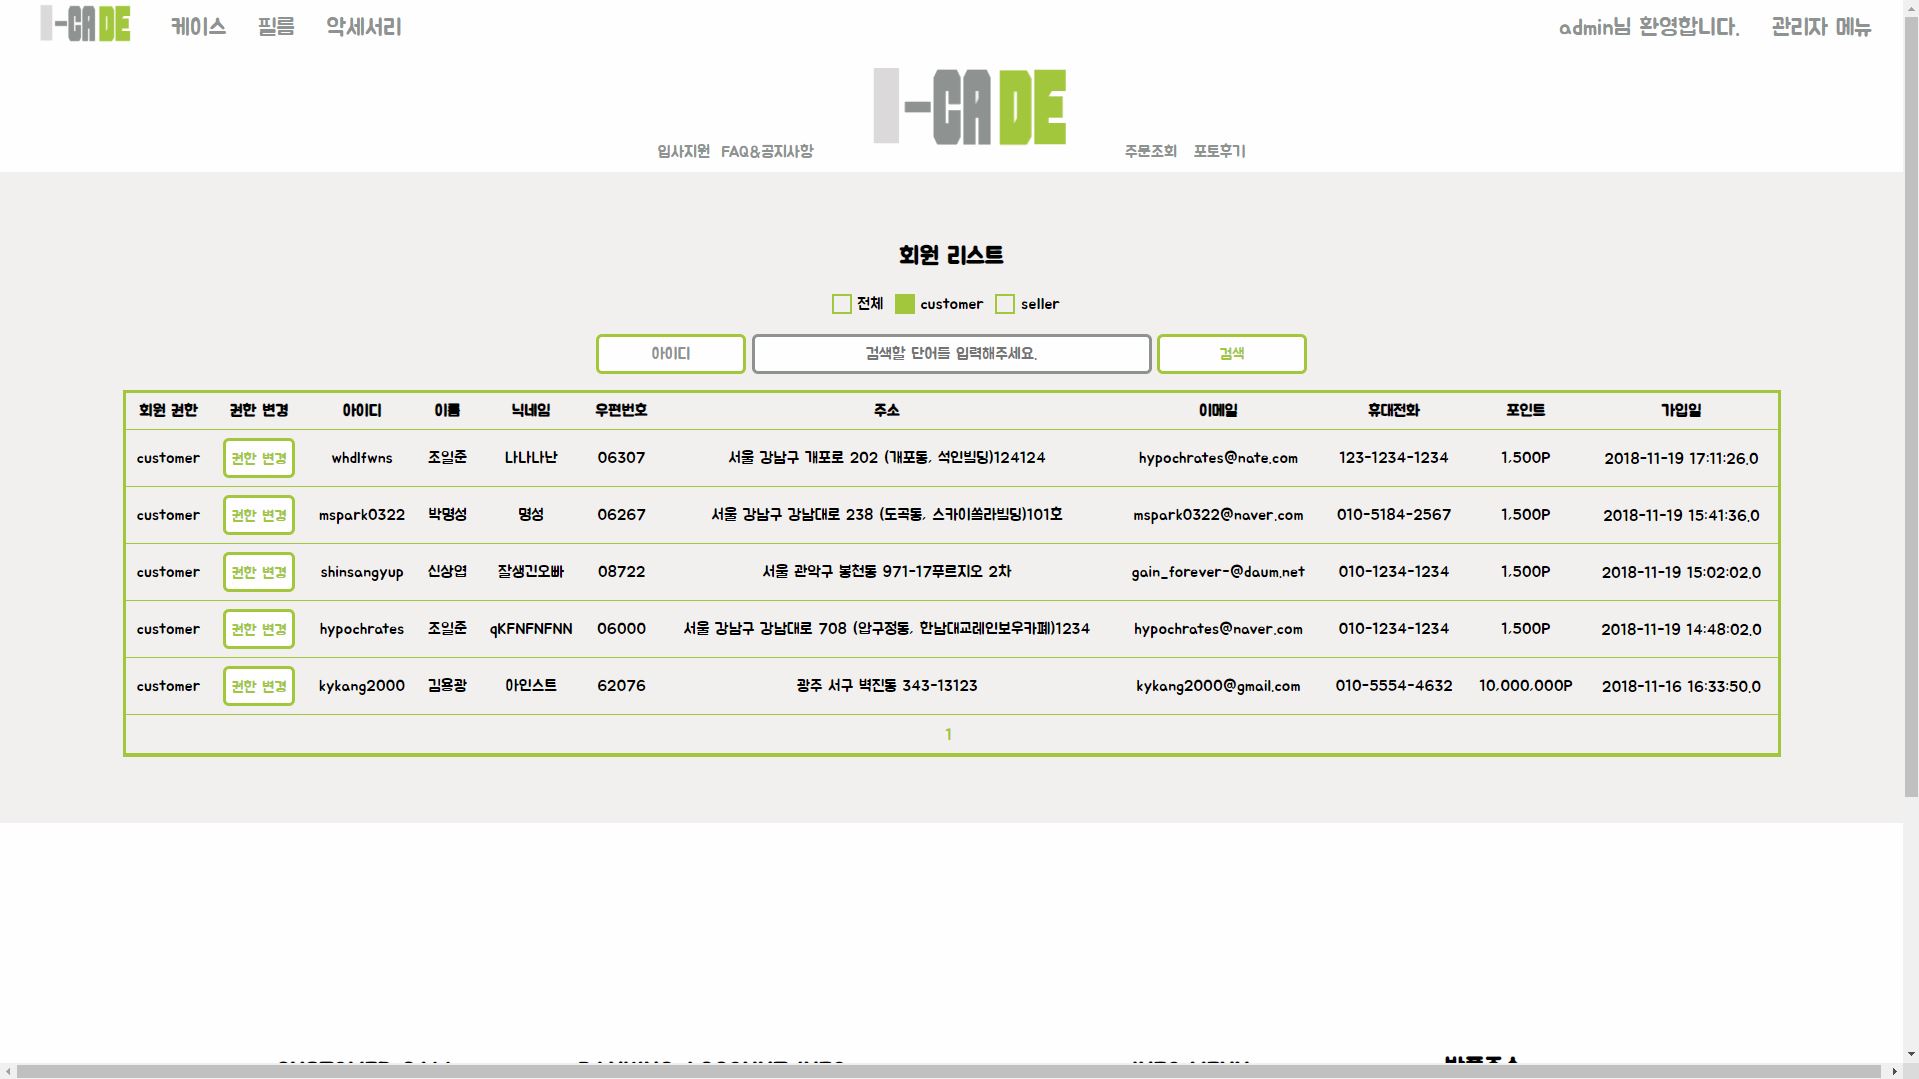 I-CADE 케이스 필름 악세서리 admin님 환영합니다. 관리자 메뉴
I-CADE
입사지원 FAQ&공지사항 주문조회 포토후기
회원 리스트
전체 customer seller
아이디 검색할 단어를 입력해주세요. 검색
회원 권한 권한 변경 아이디 이름 닉네임 우편번호 주소 이메일 휴대전화 포인트 가입일
customer 권한 변경 whdlfwns 조일준 나나나난 06307 서울 강남구 개포로 202 (개포동, 석인빌딩)124124 hypochrates@nate.com 123-1234-1234 1,500P 2018-11-19 17:11:26.0
customer 권한 변경 mspark0322 박명성 명성 06267 서울 강남구 강남대로 238 (도곡동, 스카이쏠라빌딩)101호 mspark0322@naver.com 010-5184-2567 1,500P 2018-11-19 15:41:36.0
customer 권한 변경 shinsangyup 신상엽 잘생긴오빠 08722 서울 관악구 봉천동 971-17푸르지오 2차 gain_forever-@daum.net 010-1234-1234 1,500P 2018-11-19 15:02:02.0
customer 권한 변경 hypochrates 조일준 qKFNFNFNN 06000 서울 강남구 강남대로 708 (압구정동, 한남대교레인보우카페)1234 hypochrates@naver.com 010-1234-1234 1,500P 2018-11-19 14:48:02.0
customer 권한 변경 kykang2000 김용광 아인스트 62076 광주 서구 벽진동 343-13123 kykang2000@gmail.com 010-5554-4632 10,000,000P 2018-11-16 16:33:50.0
1